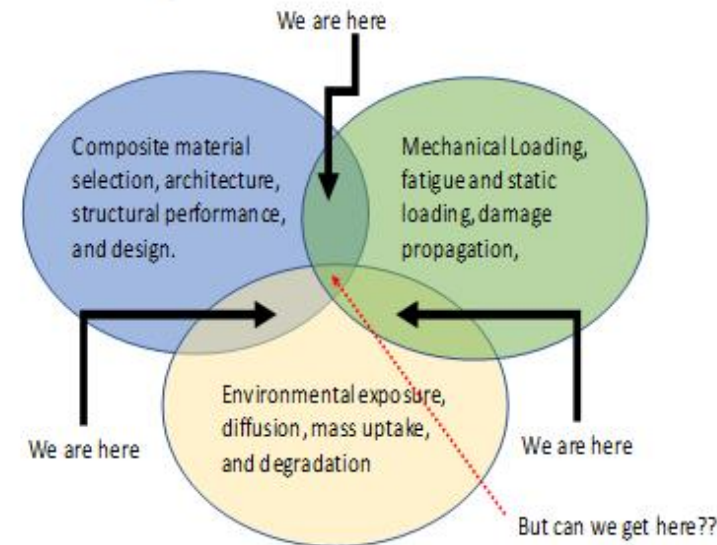 We are here
Composite material
selection, architecture,
structural performance,
and design.
Mechanical Loading,
fatigue and static
loading, damage
propagation,
Environmental exposure,
diffusion, mass uptake,
and degradation
We are here
We are here
But can we get here??